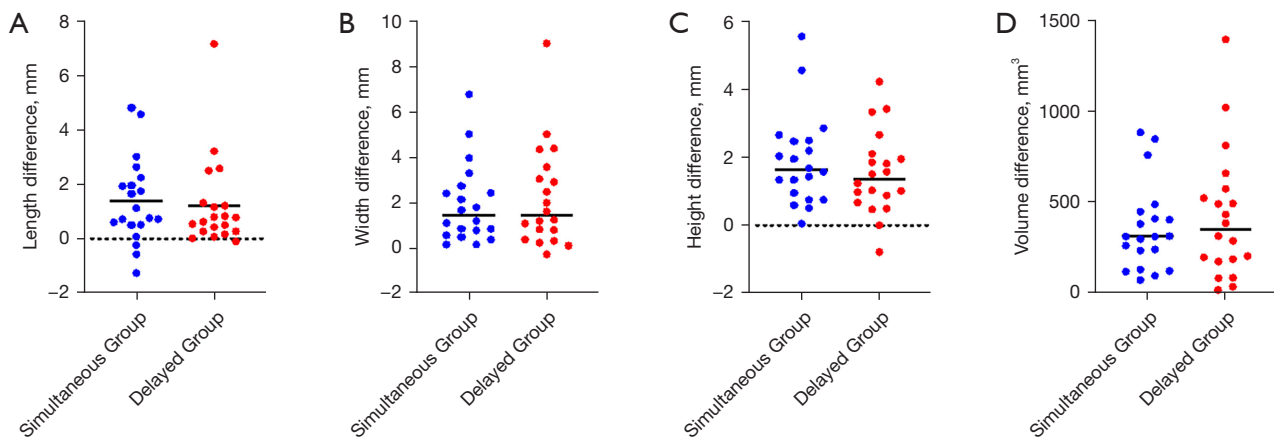 A
Length difference, mm
8
6
4
2
0
−2
Simultaneous Group
Delayed Group
B
Width difference, mm
10
8
6
4
2
0
−2
Simultaneous Group
Delayed Group
C
Height difference, mm
6
4
2
0
−2
Simultaneous Group
Delayed Group
D
Volume difference, mm³
1500
1000
500
0
Simultaneous Group
Delayed Group